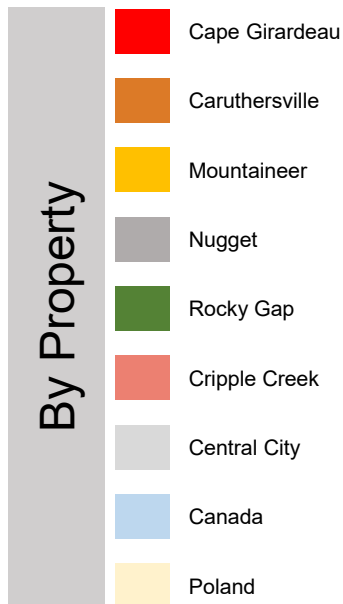 By Property
Cape Girardeau
Caruthersville
Mountaineer
Nugget
Rocky Gap
Cripple Creek
Central City
Canada
Poland